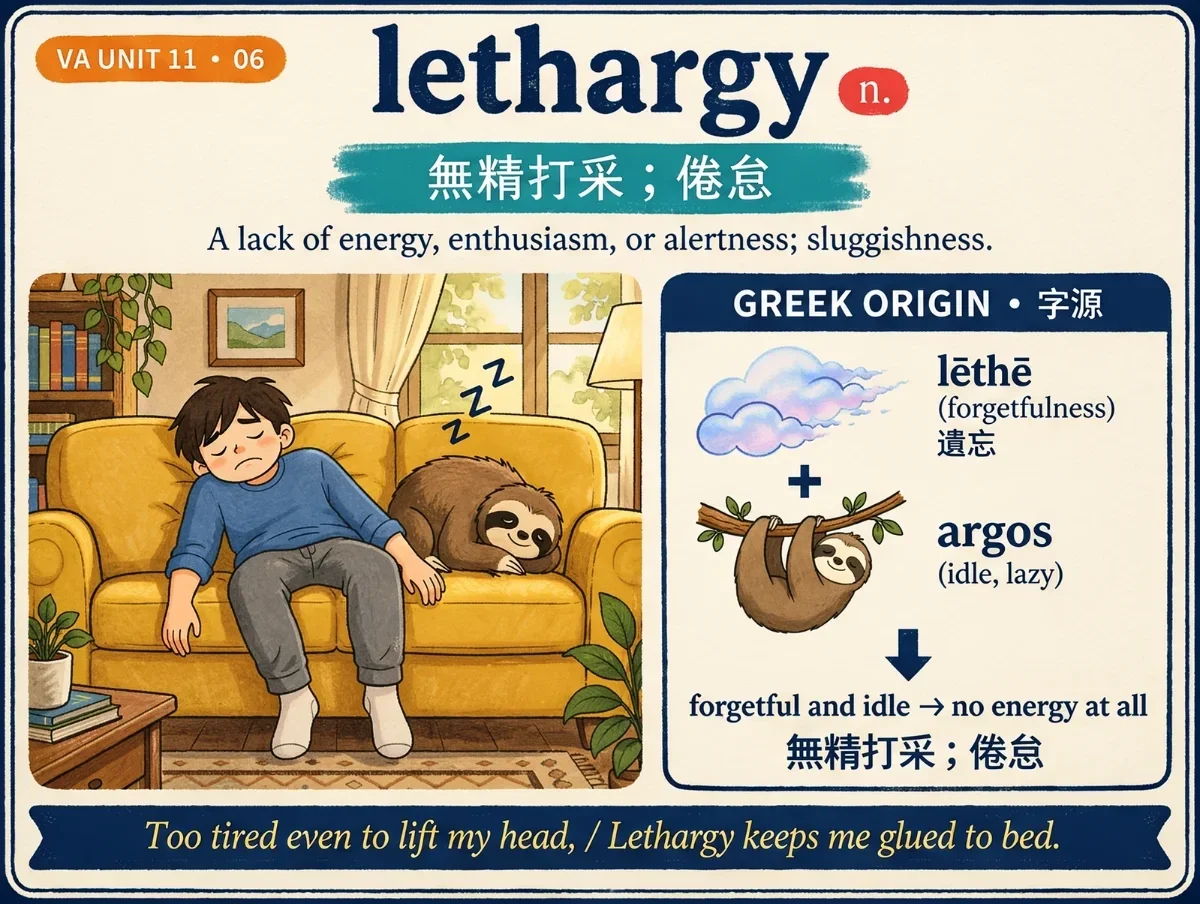 VA UNIT 11 • 06
lethargy n.
無精打采；倦怠
A lack of energy, enthusiasm, or alertness; sluggishness.
z z z
GREEK ORIGIN • 字源
lēthē
(forgetfulness)
遺忘
+
argos
(idle, lazy)
forgetful and idle → no energy at all
無精打采；倦怠
Too tired even to lift my head, / Lethargy keeps me glued to bed.